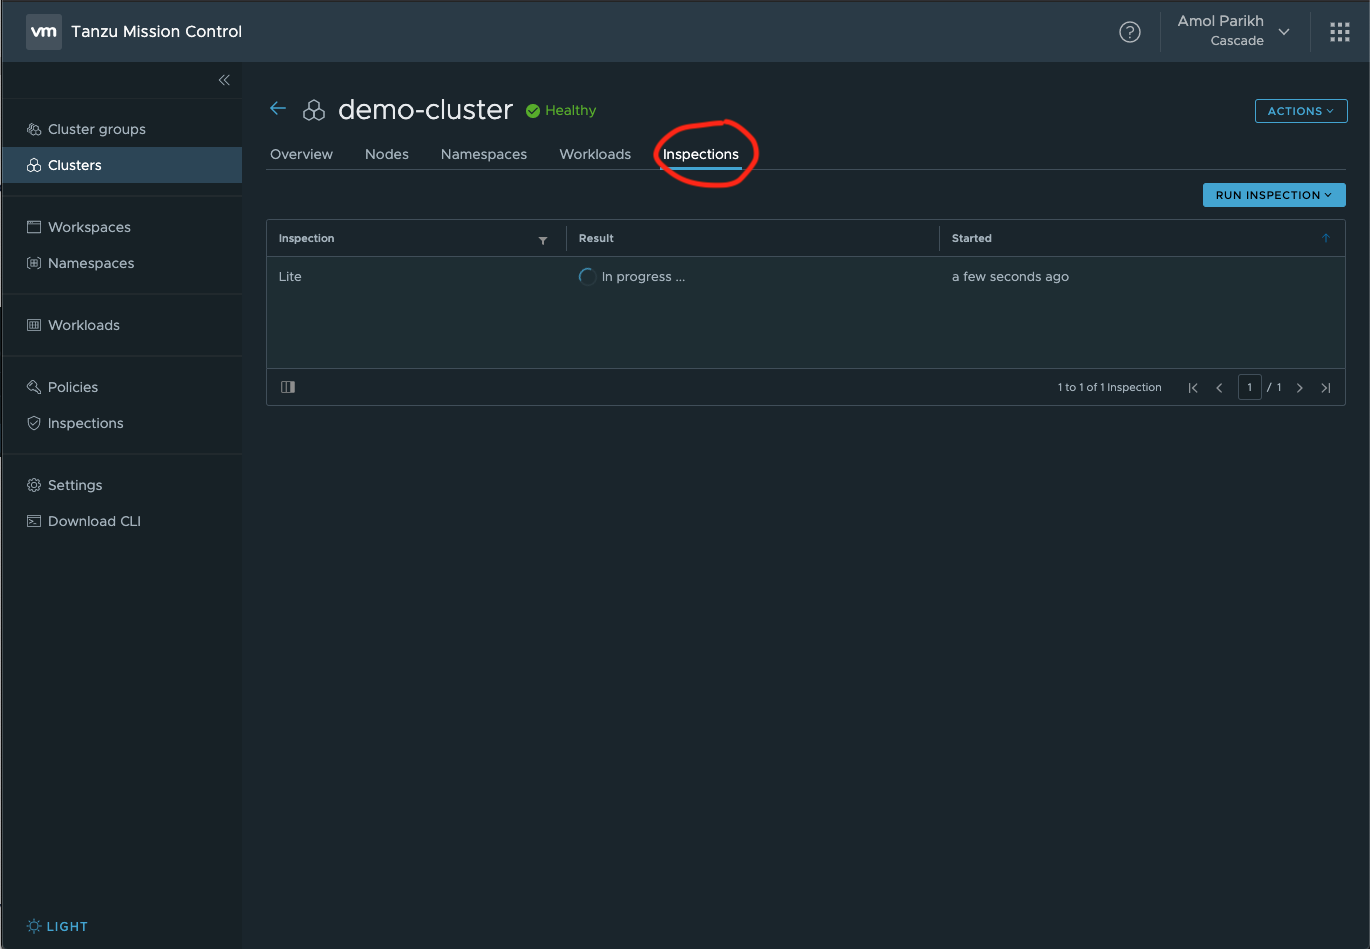 vm Tanzu Mission Control
?
Amol Parikh
Cascade
Cluster groups
Clusters
Workspaces
Namespaces
Workloads
Policies
Inspections
Settings
Download CLI
LIGHT
demo-cluster Healthy
ACTIONS
Overview Nodes Namespaces Workloads Inspections
RUN INSPECTION
Inspection Result Started
Lite In progress ... a few seconds ago
1 to 1 of 1 Inspection 1 / 1